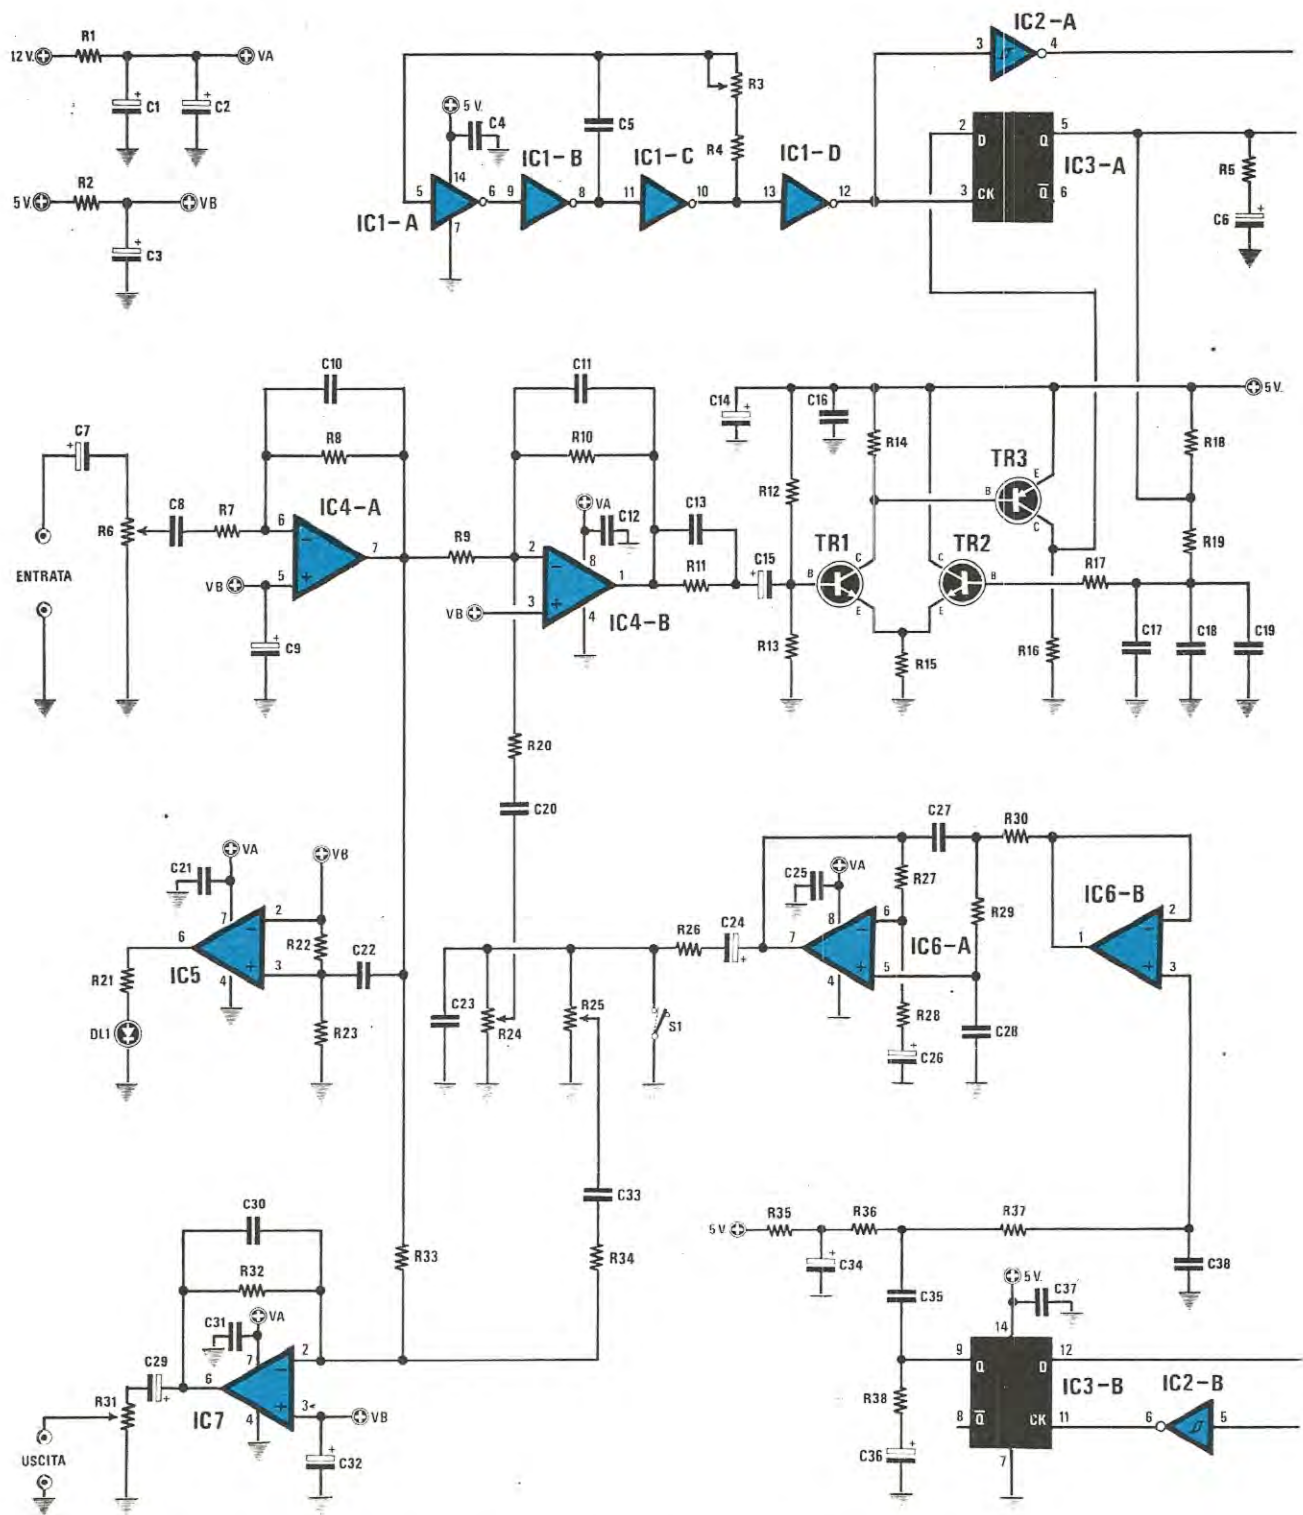 R1
12 V.
VA
C1
C2
R2
5 V.
VB
C3
5 V.
C4
C5
R3
R4
IC1-A
IC1-B
IC1-C
IC1-D
5
14
7
6
9
8
11
10
13
12
IC2-A
3
4
2
D
Q
5
IC3-A
3
CK
Q
6
R5
C6
C7
R6
C8
R7
R8
C10
IC4-A
6
5
7
VB
C9
ENTRATA
R9
C11
R10
VA
C12
C13
2
3
8
1
4
VB
IC4-B
R11
C15
C14
C16
R12
R13
R14
TR1
B
C
E
TR2
C
B
E
R15
TR3
E
B
C
R16
R17
R18
R19
5 V.
C17
C18
C19
R20
C20
C21
VA
VB
7
2
6
4
3
IC5
R22
C22
R21
DL1
R23
C23
R24
R25
S1
R26
C24
C25
VA
8
6
7
5
4
IC6-A
R27
R28
C26
C27
R29
C28
R30
IC6-B
2
1
3
C30
R32
C31
VA
7
2
6
4
3
IC7
VB
C32
C29
R31
USCITA
R33
C33
R34
5 V.
R35
R36
R37
C34
C35
C38
5 V.
C37
14
9
Q
D
12
IC3-B
8
Q
CK
11
7
R38
C36
IC2-B
6
5